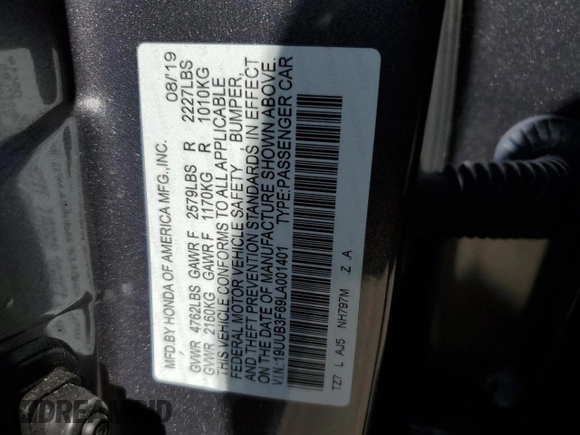 MFD.BY HONDA OF AMERICA MFG.,INC. 08/19
GVWR 4762LBS GAWR F 2579LBS R 2227LBS
GVWR 2160KG GAWR F 1170KG R 1010KG
THIS VEHICLE CONFORMS TO ALL APPLICABLE
FEDERAL MOTOR VEHICLE SAFETY BUMPER,
AND THEFT PREVENTION STANDARDS IN EFFECT
ON THE DATE OF MANUFACTURE SHOWN ABOVE.
V.I.N.:19UUB3F69LA001401 TYPE:PASSENGER CAR
TZ7 L AJ5 NH797M Z A